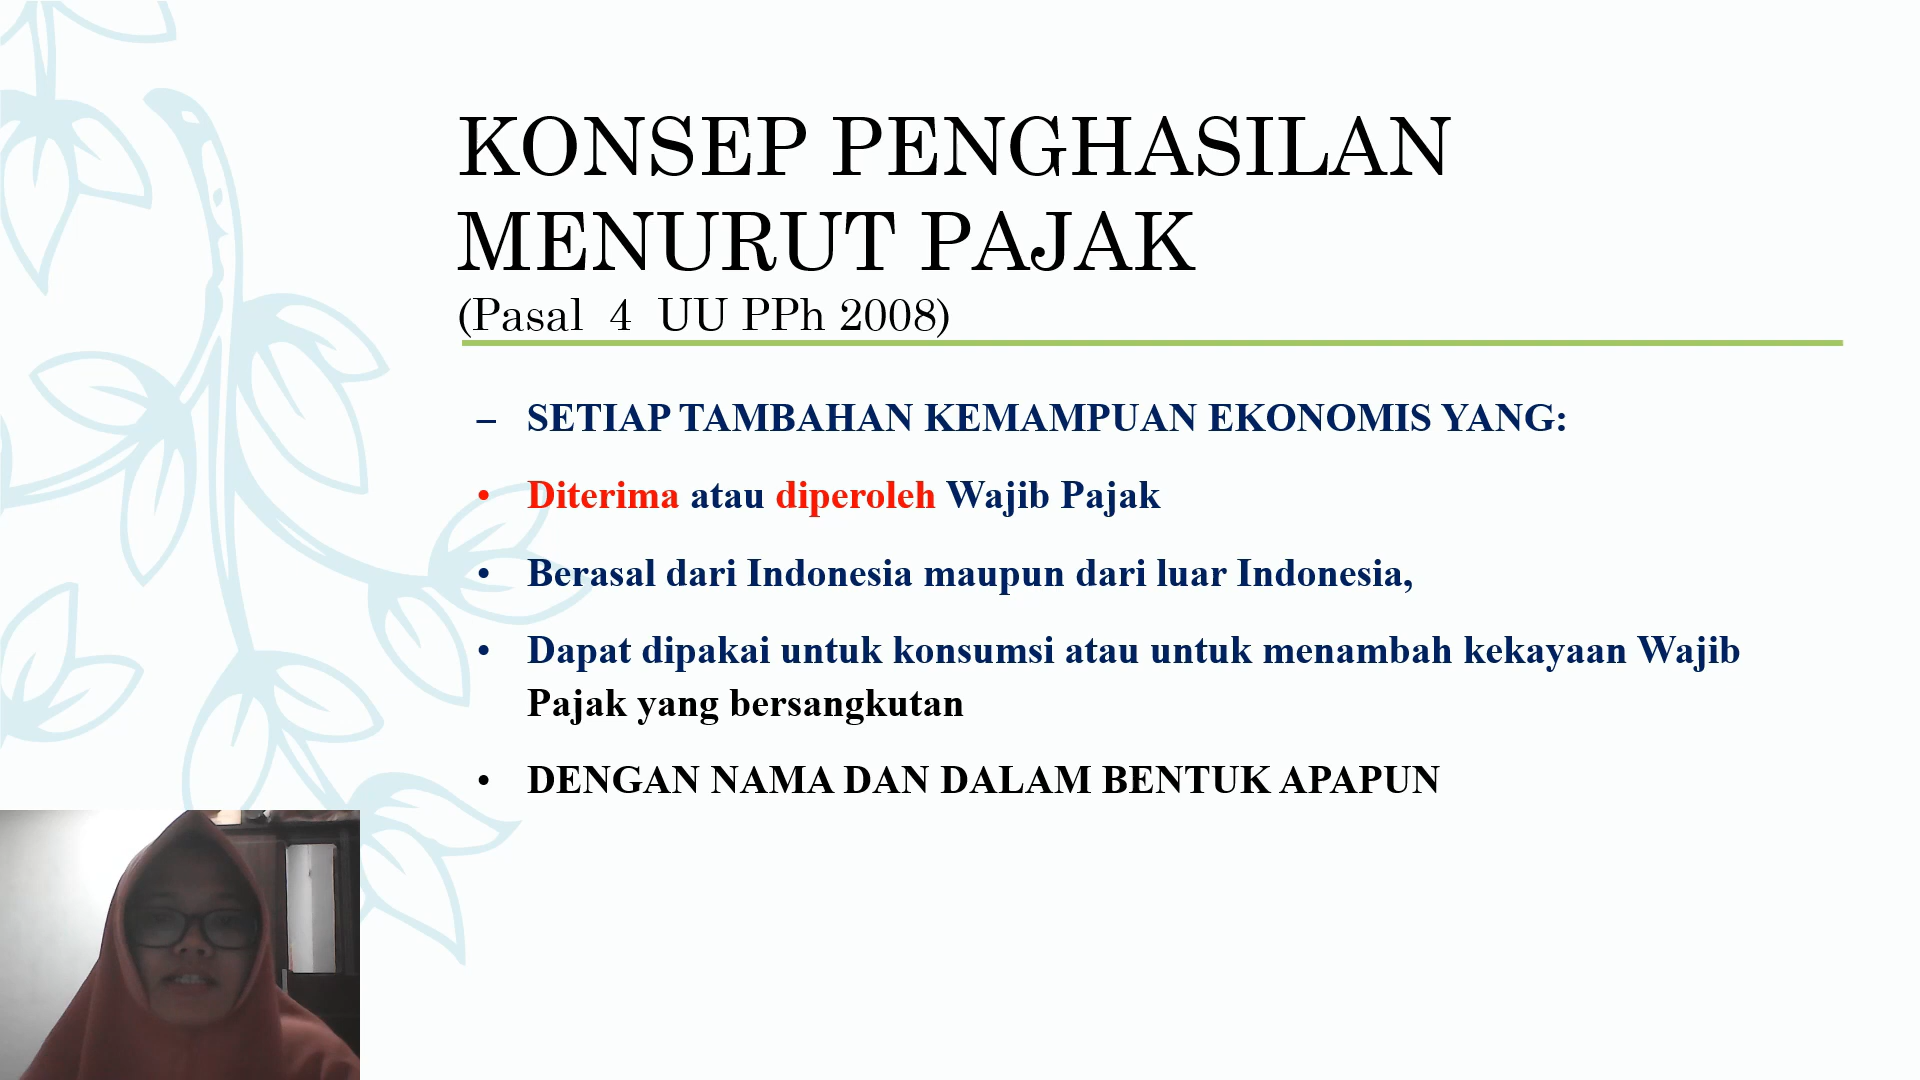 KONSEP PENGHASILAN
MENURUT PAJAK
(Pasal 4 UU PPh 2008)
– SETIAP TAMBAHAN KEMAMPUAN EKONOMIS YANG:
• Diterima atau diperoleh Wajib Pajak
• Berasal dari Indonesia maupun dari luar Indonesia,
• Dapat dipakai untuk konsumsi atau untuk menambah kekayaan Wajib
Pajak yang bersangkutan
• DENGAN NAMA DAN DALAM BENTUK APAPUN